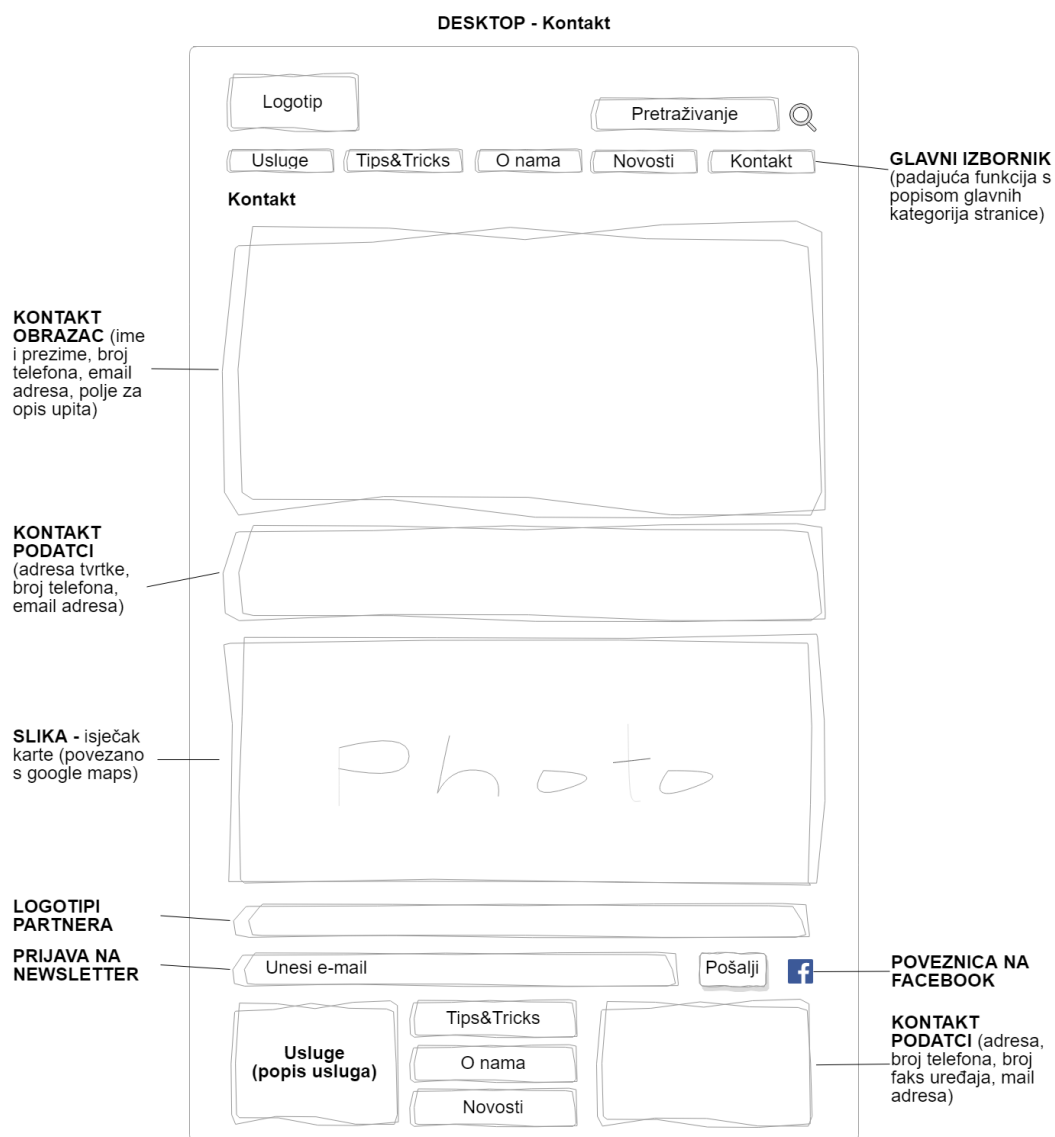 DESKTOP - Kontakt
Logotip
Pretraživanje
Usluge
Tips&Tricks
O nama
Novosti
Kontakt
GLAVNI IZBORNIK
(padajuća funkcija s
popisom glavnih
kategorija stranice)
Kontakt
KONTAKT
OBRAZAC (ime
i prezime, broj
telefona, email
adresa, polje za
opis upita)
KONTAKT
PODATCI
(adresa tvrtke,
broj telefona,
email adresa)
SLIKA - isječak
karte (povezano
s google maps)
Photo
LOGOTIPI
PARTNERA
PRIJAVA NA
NEWSLETTER
Unesi e-mail
Pošalji
f
POVEZNICA NA
FACEBOOK
Usluge
(popis usluga)
Tips&Tricks
O nama
Novosti
KONTAKT
PODATCI (adresa,
broj telefona, broj
faks uređaja, mail
adresa)